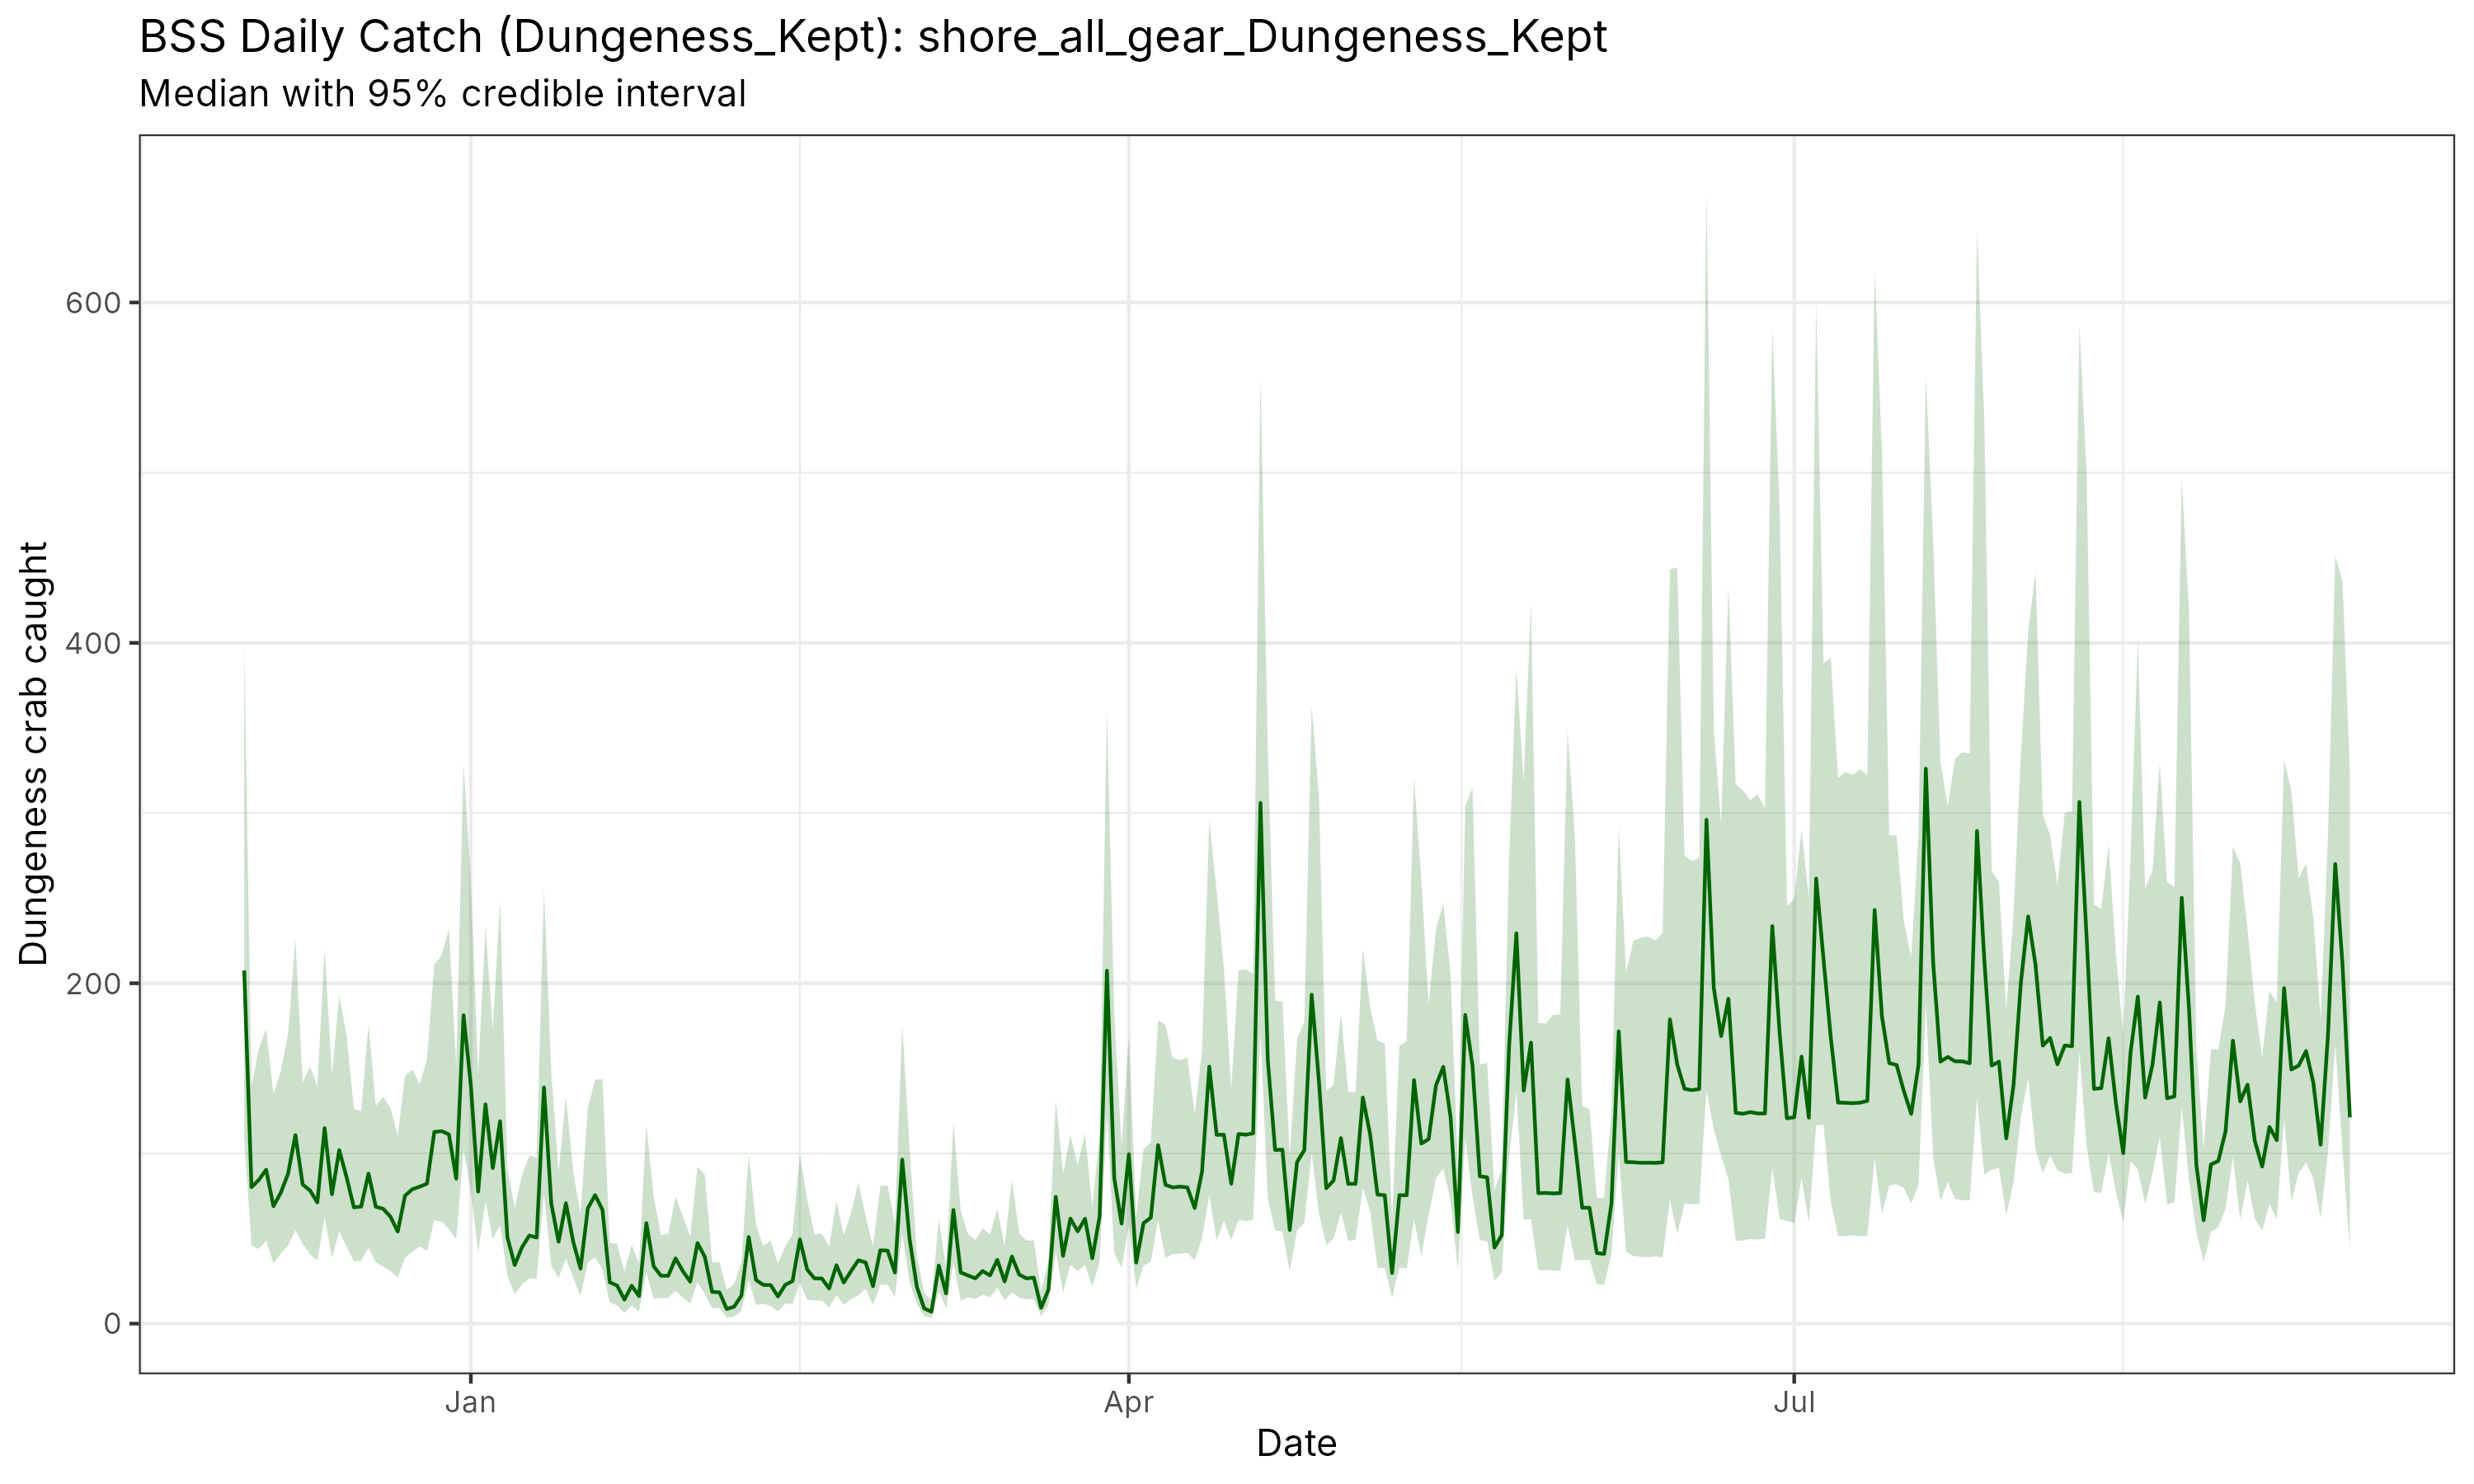 BSS Daily Catch (Dungeness_Kept): shore_all_gear_Dungeness_Kept
Median with 95% credible interval
Dungeness crab caught
600
400
200
0
Jan
Apr
Jul
Date